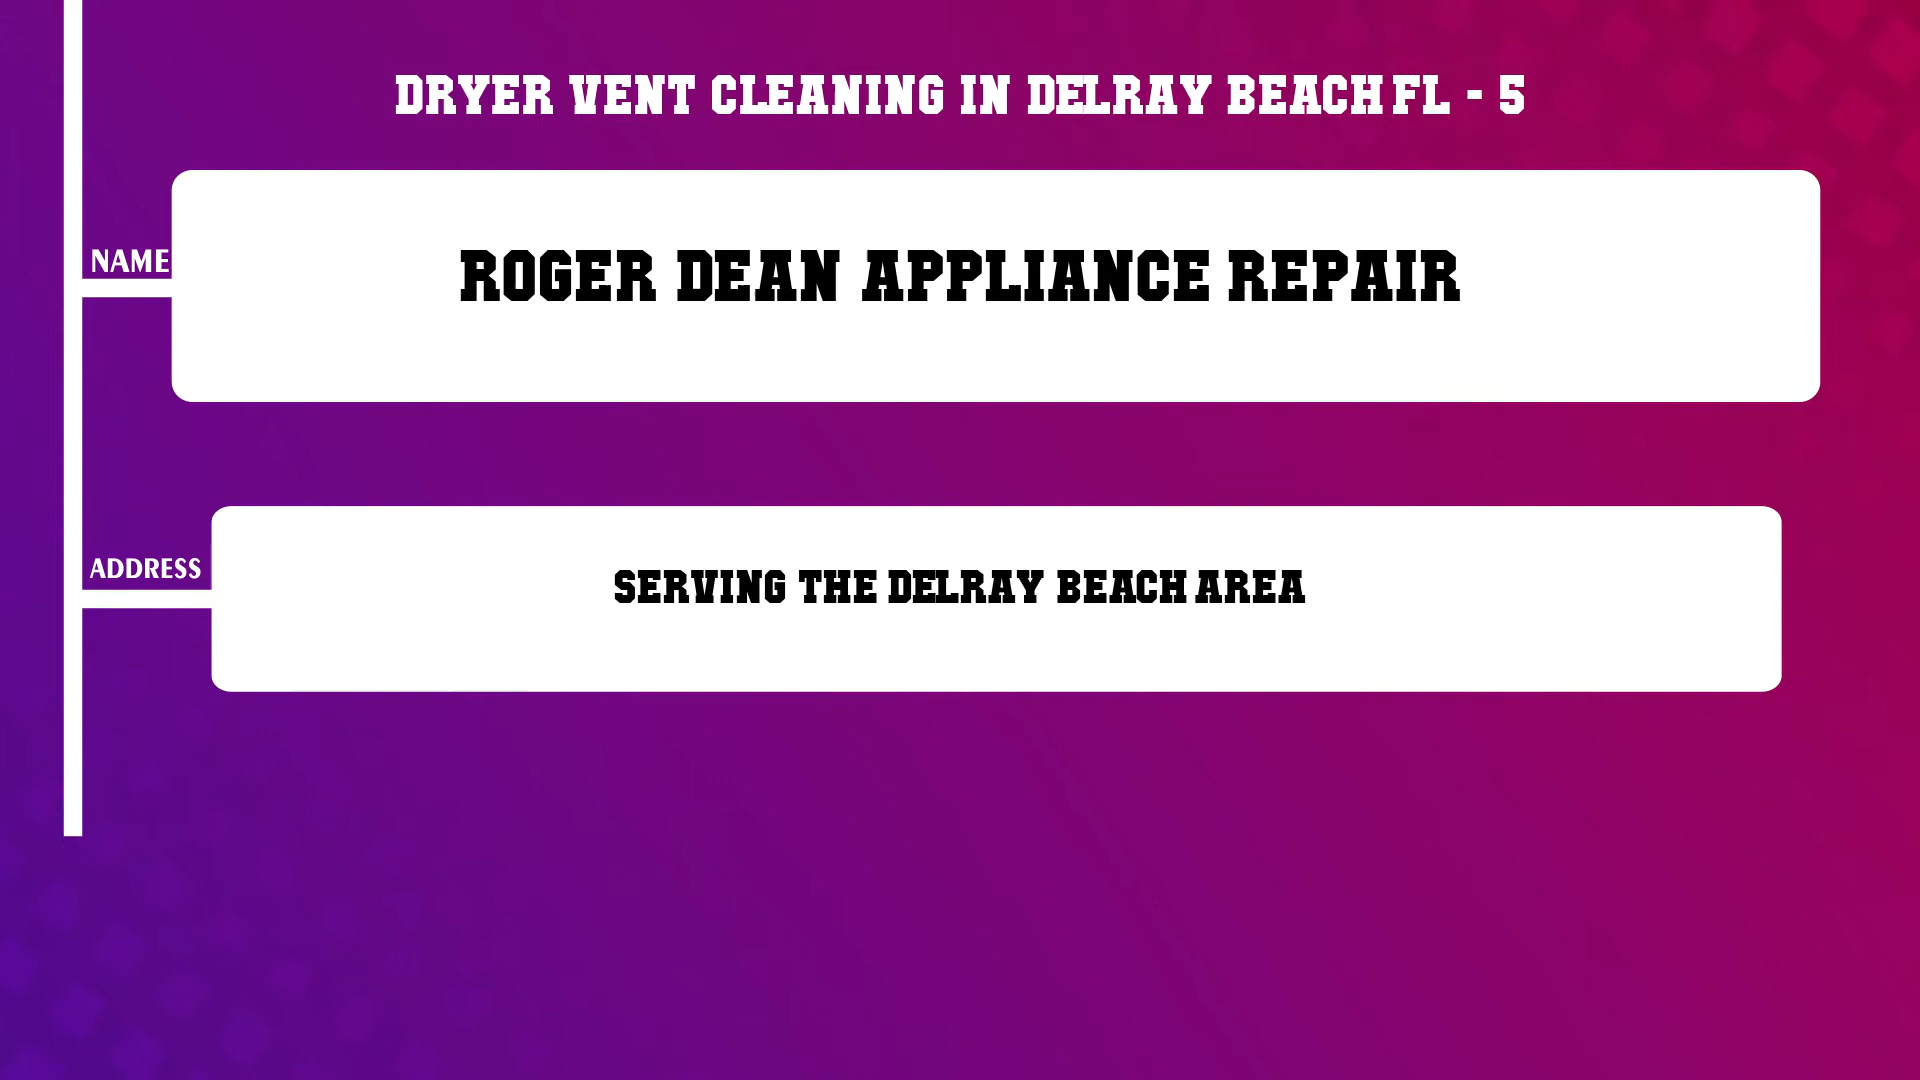 DRYER VENT CLEANING IN DELRAY BEACH FL - 5
NAME
ROGER DEAN APPLIANCE REPAIR
ADDRESS
SERVING THE DELRAY BEACH AREA